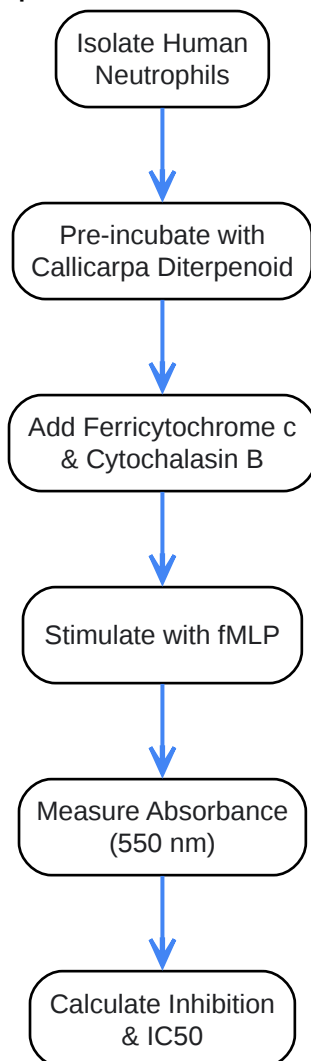 Isolate Human
Neutrophils
Pre-incubate with
Callicarpa Diterpenoid
Add Ferricytochrome c
& Cytochalasin B
Stimulate with fMLP
Measure Absorbance
(550 nm)
Calculate Inhibition
& IC50